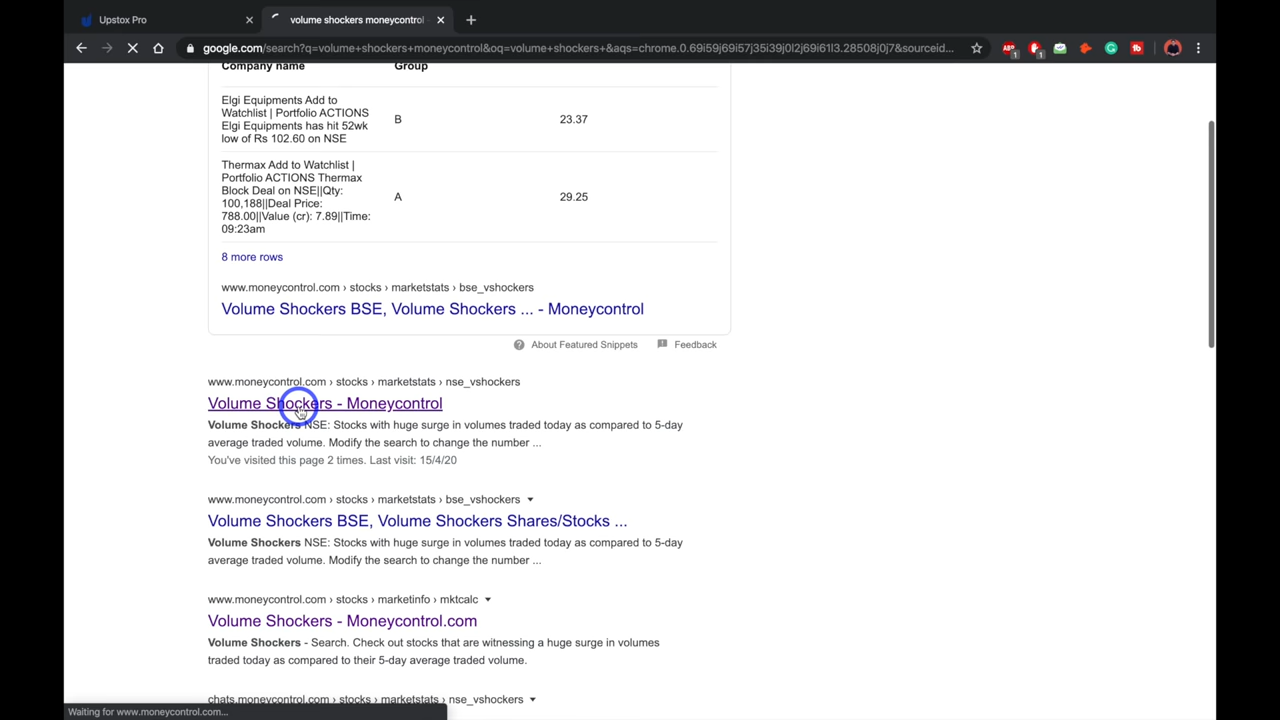 Upstox Pro
volume shockers moneycontrol
google.com/search?q=volume+shockers+moneycontrol&oq=volume+shockers+&aqs=chrome.0.69i59j69i57j35i39j0l2j69i61l3.28508j0j7&sourceid...
Company name Group
Elgi Equipments Add to
Watchlist | Portfolio ACTIONS
Elgi Equipments has hit 52wk
low of Rs 102.60 on NSE
B 23.37
Thermax Add to Watchlist |
Portfolio ACTIONS Thermax
Block Deal on NSE||Qty:
100,188||Deal Price:
788.00||Value (cr): 7.89||Time:
09:23am
A 29.25
8 more rows
www.moneycontrol.com › stocks › marketstats › bse_vshockers
Volume Shockers BSE, Volume Shockers ... - Moneycontrol
About Featured Snippets Feedback
www.moneycontrol.com › stocks › marketstats › nse_vshockers
Volume Shockers - Moneycontrol
Volume Shockers NSE: Stocks with huge surge in volumes traded today as compared to 5-day
average traded volume. Modify the search to change the number ...
You've visited this page 2 times. Last visit: 15/4/20
www.moneycontrol.com › stocks › marketstats › bse_vshockers
Volume Shockers BSE, Volume Shockers Shares/Stocks ...
Volume Shockers NSE: Stocks with huge surge in volumes traded today as compared to 5-day
average traded volume. Modify the search to change the number ...
www.moneycontrol.com › stocks › marketinfo › mktcalc
Volume Shockers - Moneycontrol.com
Volume Shockers - Search. Check out stocks that are witnessing a huge surge in volumes
traded today as compared to their 5-day average traded volume.
chats.moneycontrol.com › stocks › marketstats › nse_vshockers
Waiting for www.moneycontrol.com...